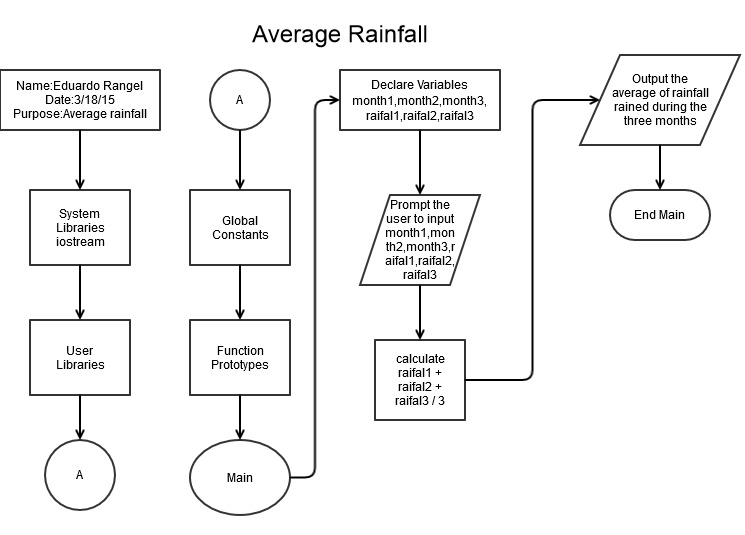 Average Rainfall
Name:Eduardo Rangel
Date:3/18/15
Purpose:Average rainfall
System
Libraries
iostream
User
Libraries
A
A
Global
Constants
Function
Prototypes
Main
Declare Variables
month1,month2,month3,
raifal1,raifal2,raifal3
Prompt the
user to input
month1,mon
th2,month3,r
aifal1,raifal2,
raifal3
calculate
raifal1 +
raifal2 +
raifal3 / 3
Output the
average of rainfall
rained during the
three months
End Main